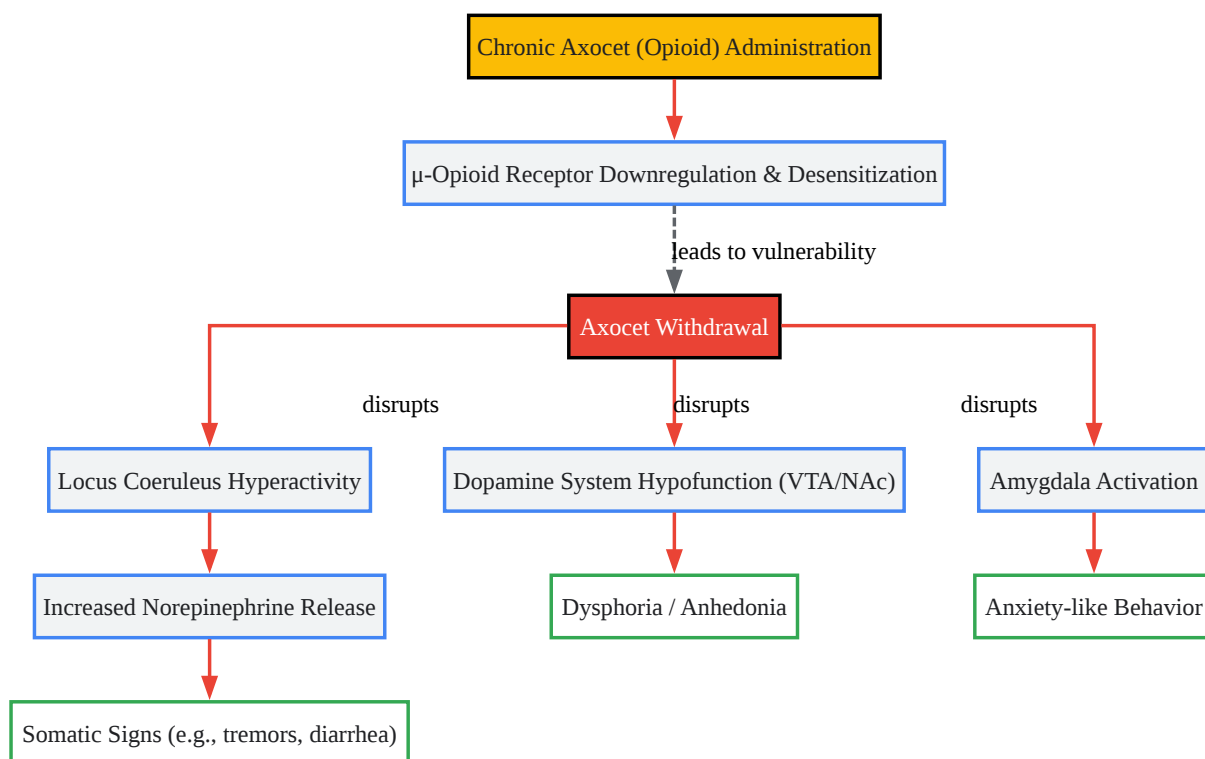 Chronic Axocet (Opioid) Administration
μ-Opioid Receptor Downregulation & Desensitization
leads to vulnerability
Axocet Withdrawal
disrupts
disrupts
disrupts
Locus Coeruleus Hyperactivity
Dopamine System Hypofunction (VTA/NAc)
Amygdala Activation
Increased Norepinephrine Release
Dysphoria / Anhedonia
Anxiety-like Behavior
Somatic Signs (e.g., tremors, diarrhea)